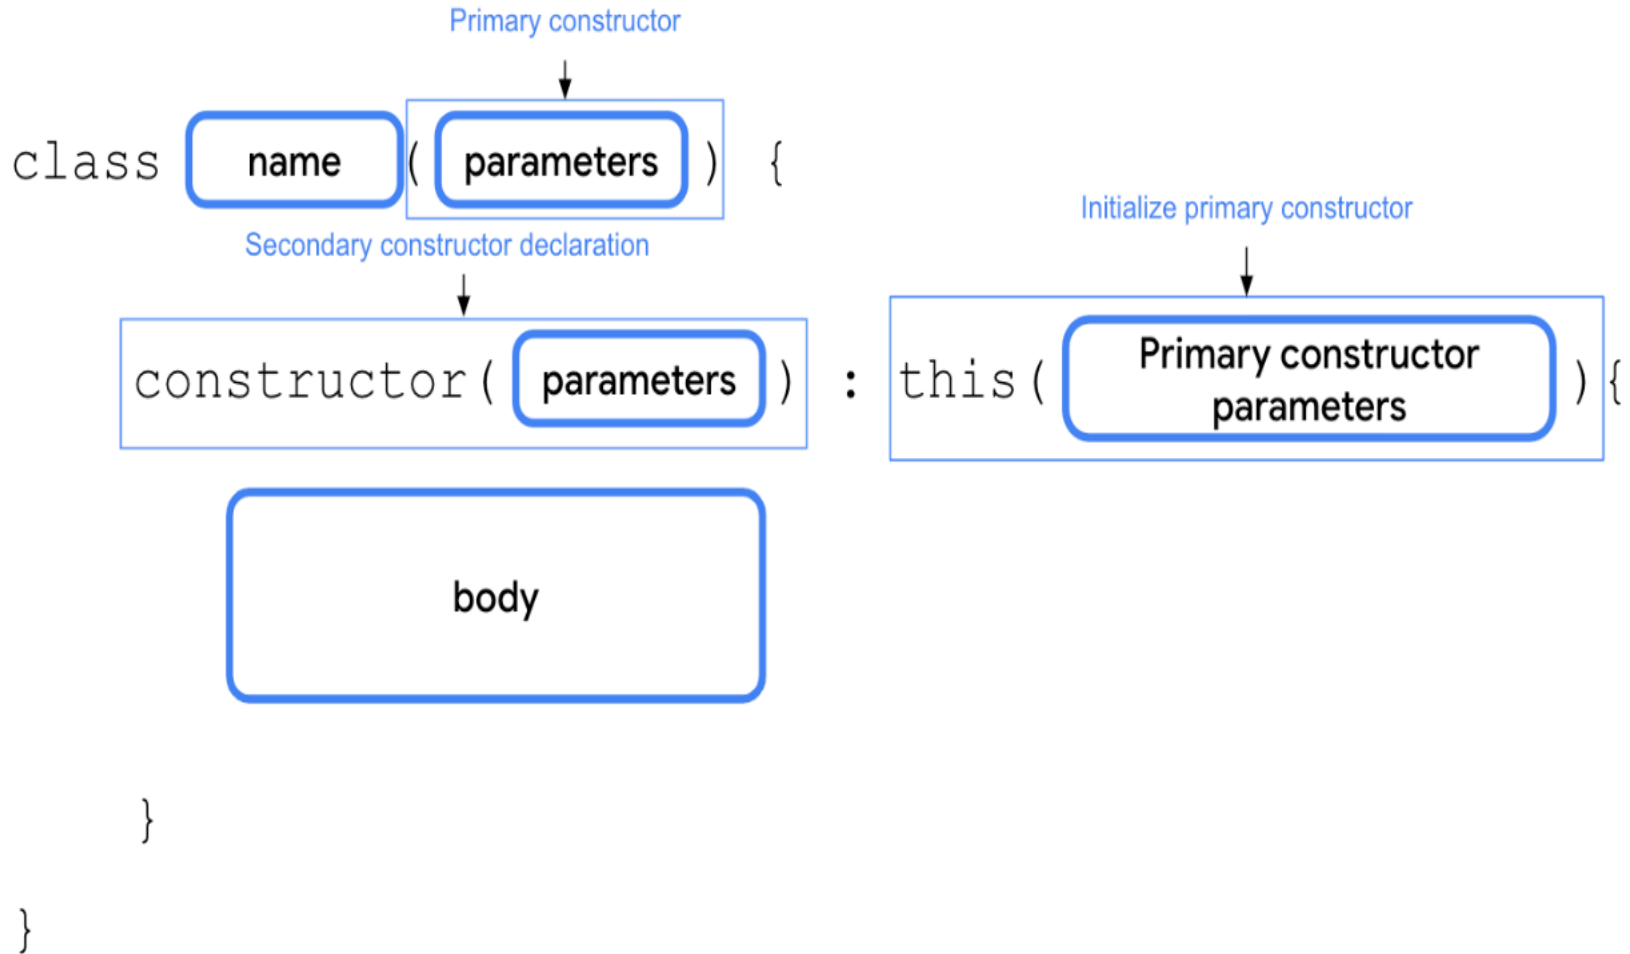 Primary constructor
class name ( parameters ) {
Initialize primary constructor
Secondary constructor declaration
constructor( parameters ) : this( Primary constructor
parameters ){
body
}
}